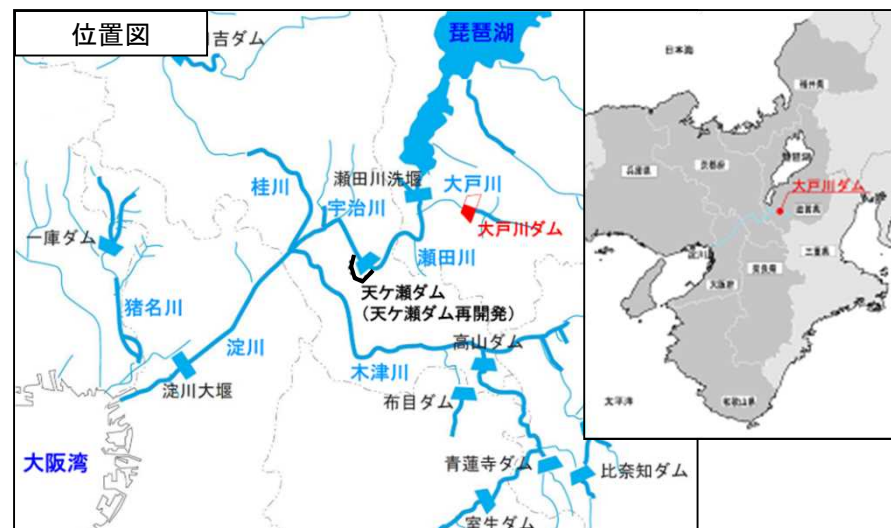 位置図
吉ダム
琵琶湖
瀬田川洗堰
大戸川
桂川
宇治川
大戸川ダム
一庫ダム
瀬田川
天ケ瀬ダム
(天ケ瀬ダム再開発)
猪名川
淀川
高山ダム
木津川
淀川大堰
布目ダム
大阪湾
青蓮寺ダム
比奈知ダム
室生ダム
日本海
福井県
京都府
琵琶湖
兵庫県
大戸川ダム
滋賀県
淀川
三重県
奈良県
大阪府
和歌山県
太平洋